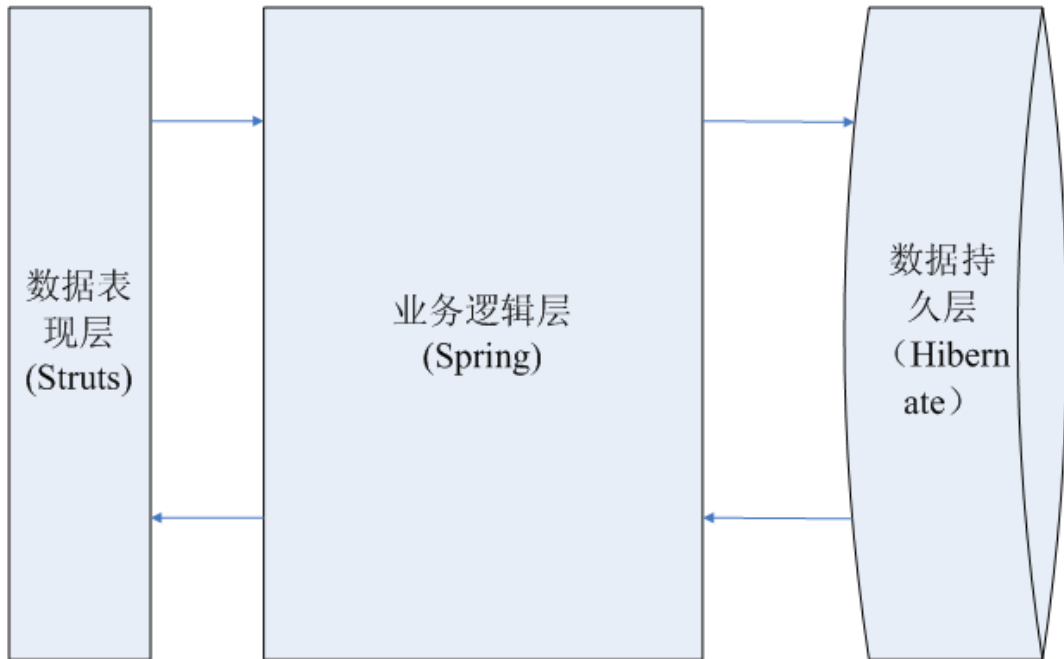 数据表
现层
(Struts)
业务逻辑层
(Spring)
数据持
久层
（Hibern
ate）